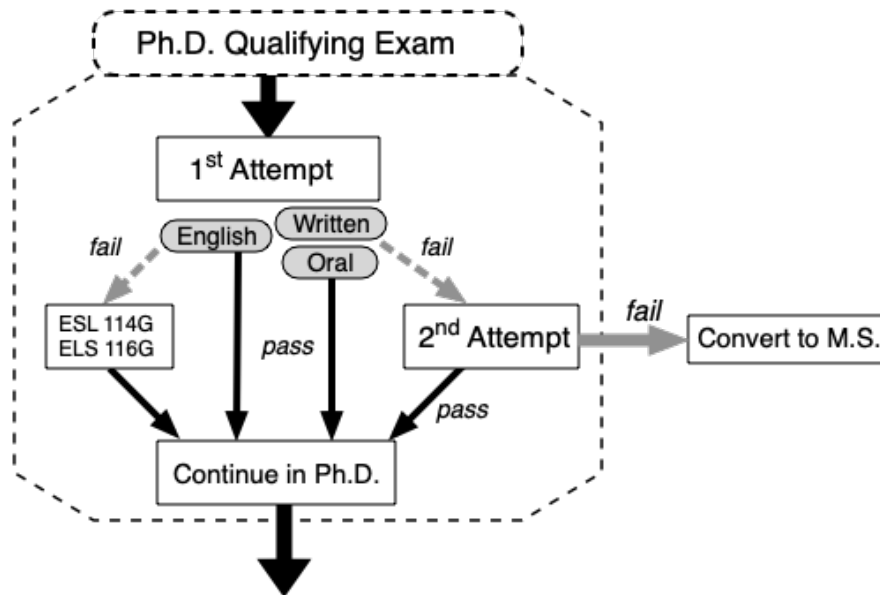 Ph.D. Qualifying Exam
1st Attempt
Written
English
fail
fail
Oral
ESL 114G
ELS 116G
pass
2nd Attempt
fail
Convert to M.S.
pass
Continue in Ph.D.